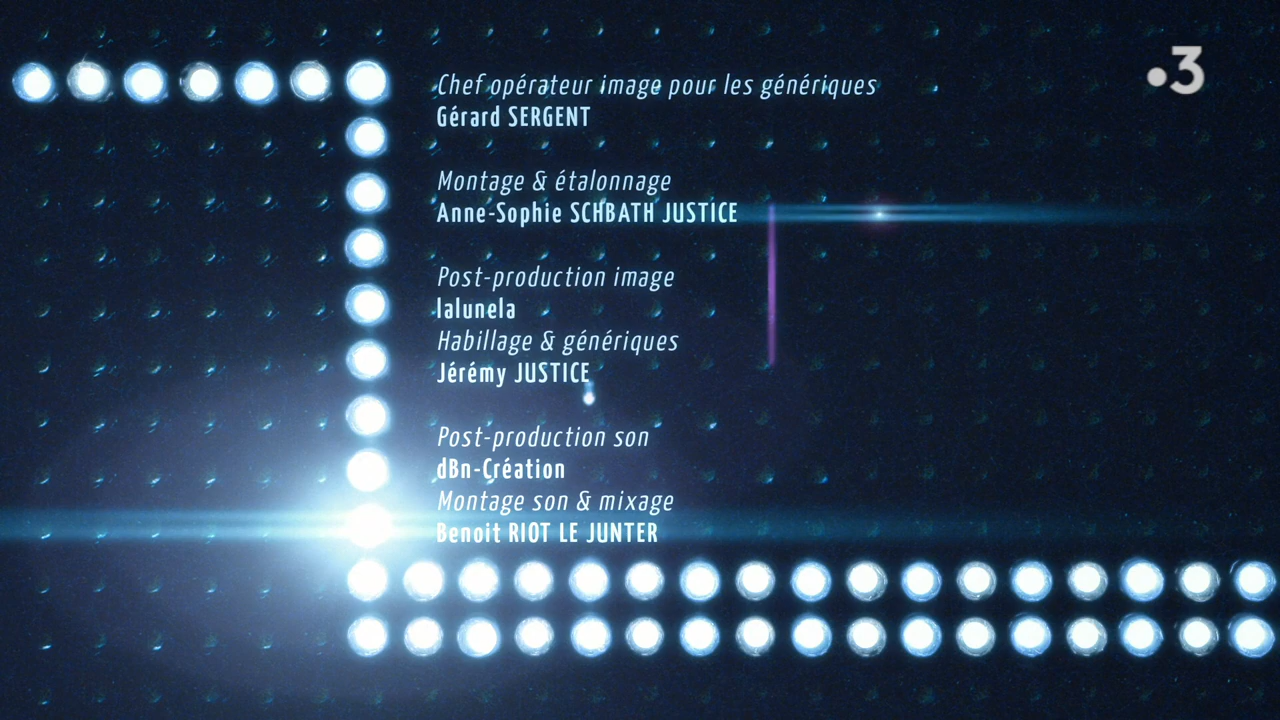 Chef opérateur image pour les génériques
Gérard SERGENT
Montage & étalonnage
Anne-Sophie SCHBATH JUSTICE
Post-production image
lalunela
Habillage & génériques
Jérémy JUSTICE
Post-production son
dBn-Création
Montage son & mixage
Benoit RIOT LE JUNTER
•3